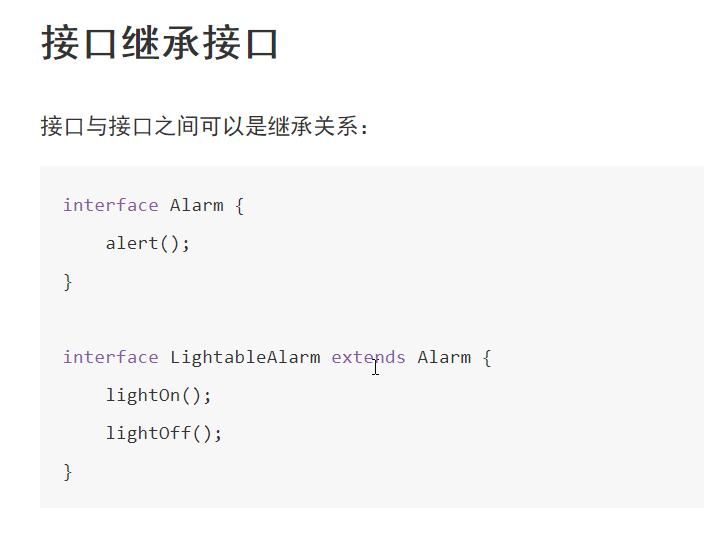 接口继承接口
接口与接口之间可以是继承关系：
interface Alarm {
    alert();
}
interface LightableAlarm extends Alarm {
    lightOn();
    lightOff();
}